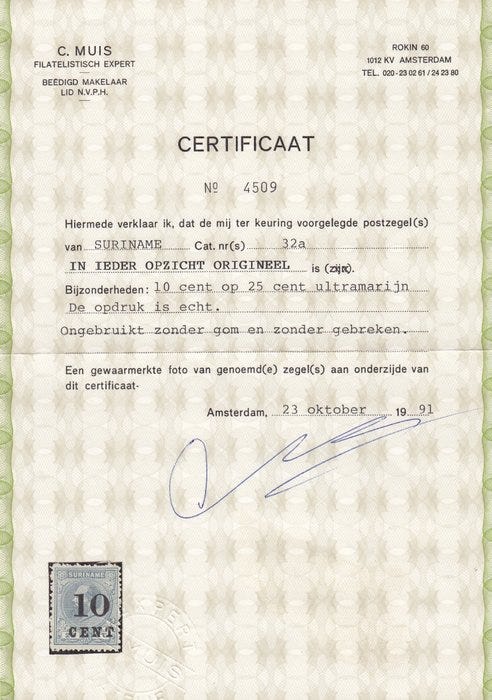 C. MUIS
FILATELISTISCH EXPERT
BEËDIGD MAKELAAR
LID N.V.P.H.
ROKIN 60
1012 KV AMSTERDAM
TEL. 020-23 02 61 / 24 23 80
CERTIFICAAT
Nº 4509
Hiermede verklaar ik, dat de mij ter keuring voorgelegde postzegel(s)
van SURINAME Cat. nr(s) 32a
IN IEDER OPZICHT ORIGINEEL is (zijn).
Bijzonderheden: 10 cent op 25 cent ultramarijn
De opdruk is echt.
Ongebruikt zonder gom en zonder gebreken.
Een gewaarmerkte foto van genoemd(e) zegel(s) aan onderzijde van
dit certificaat-
Amsterdam, 23 oktober 19 91
SURINAME
10
CENT
EXPERT
MUIS